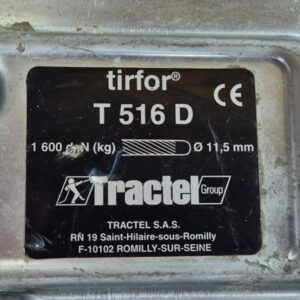 tirfor®
T 516 D
CE
1 600 daN (kg) Ø 11,5 mm
Tractel Group
TRACTEL S.A.S.
RN 19 Saint-Hilaire-sous-Romilly
F-10102 ROMILLY-SUR-SEINE